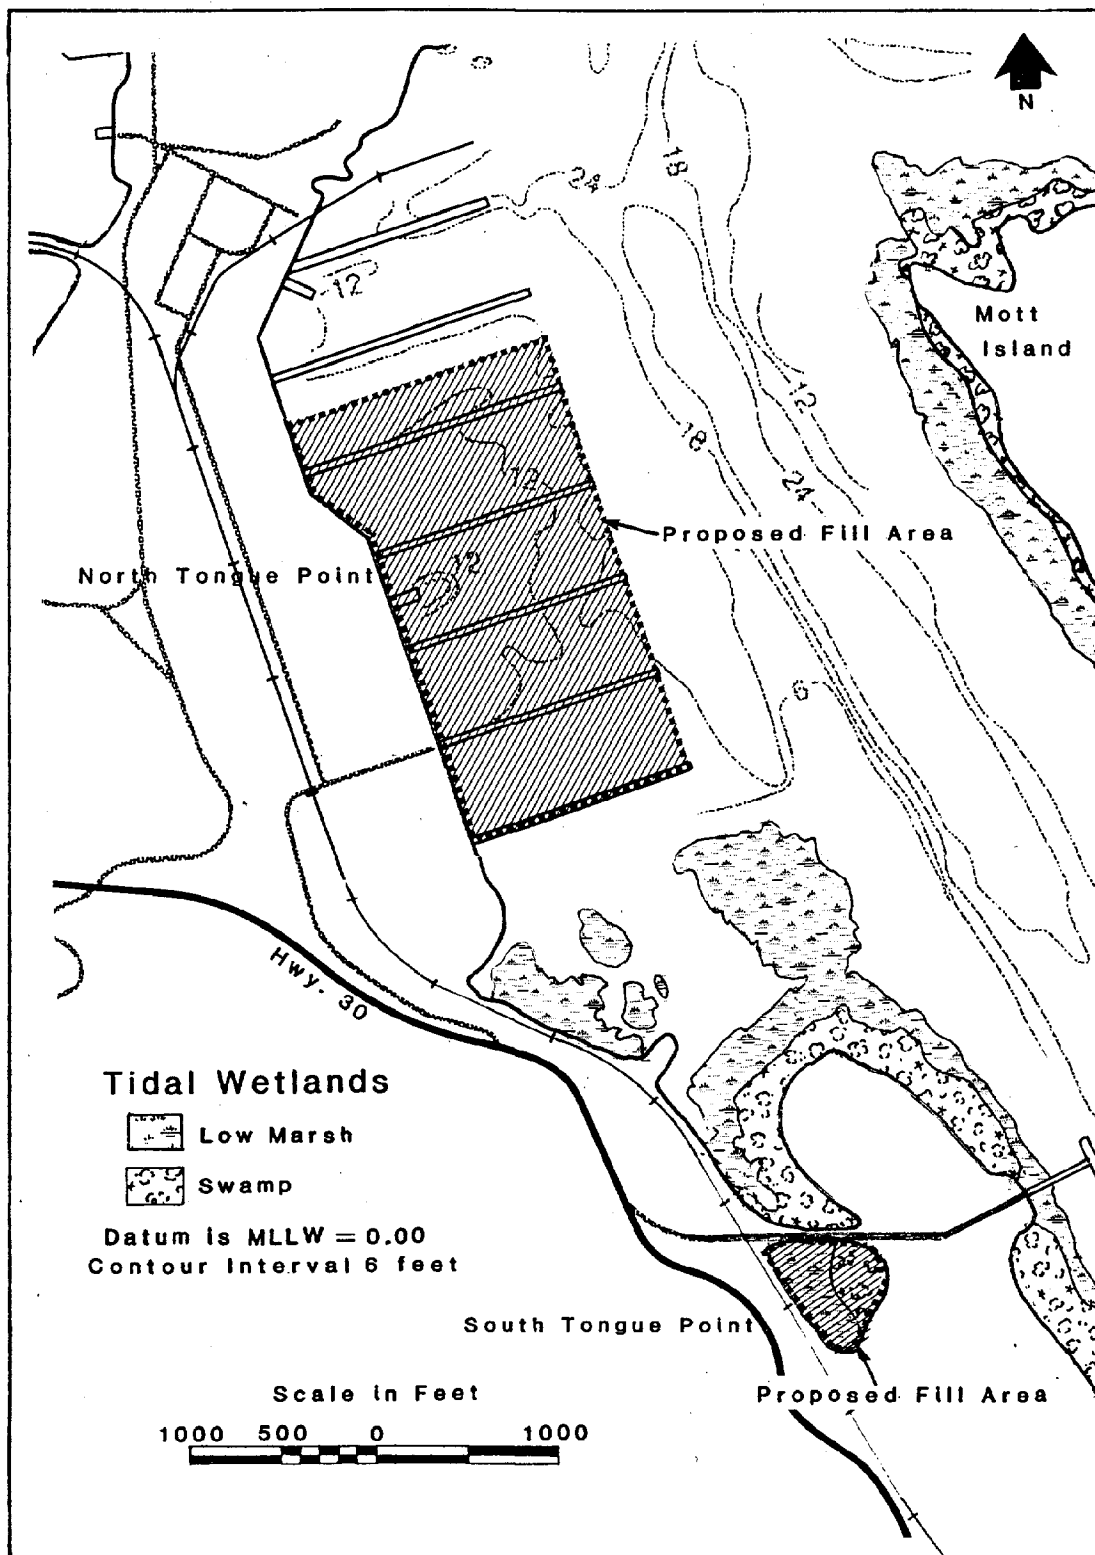 N
24
18
12
Mott
Island
12
18
24
12
Proposed Fill Area
North Tongue Point
12
6
Hwy. 30
Tidal Wetlands
Low Marsh
Swamp
Datum is MLLW = 0.00
Contour Interval 6 feet
South Tongue Point
Scale in Feet
Proposed Fill Area
1000 500 0 1000